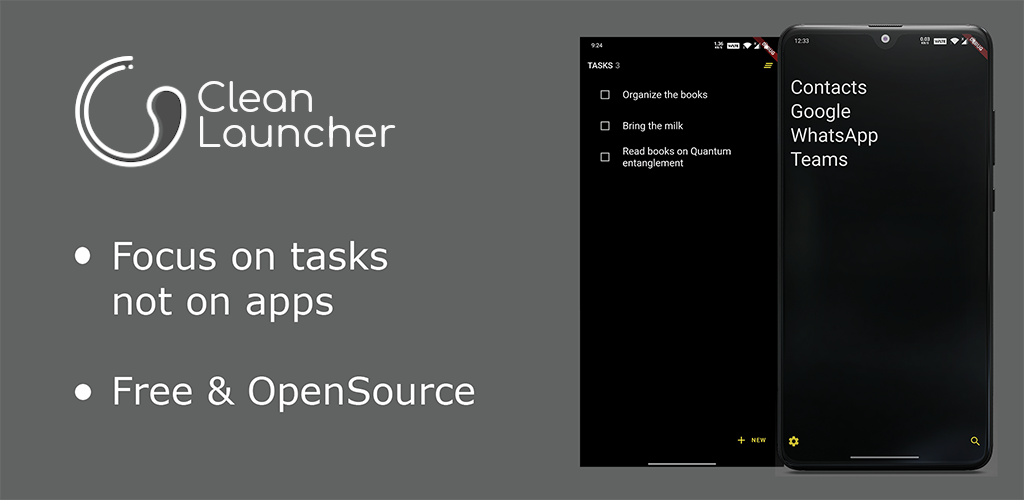 Clean
Launcher
• Focus on tasks
not on apps
• Free & OpenSource
9:24
TASKS 3
Organize the books
Bring the milk
Read books on Quantum
entanglement
+ NEW
12:33
Contacts
Google
WhatsApp
Teams